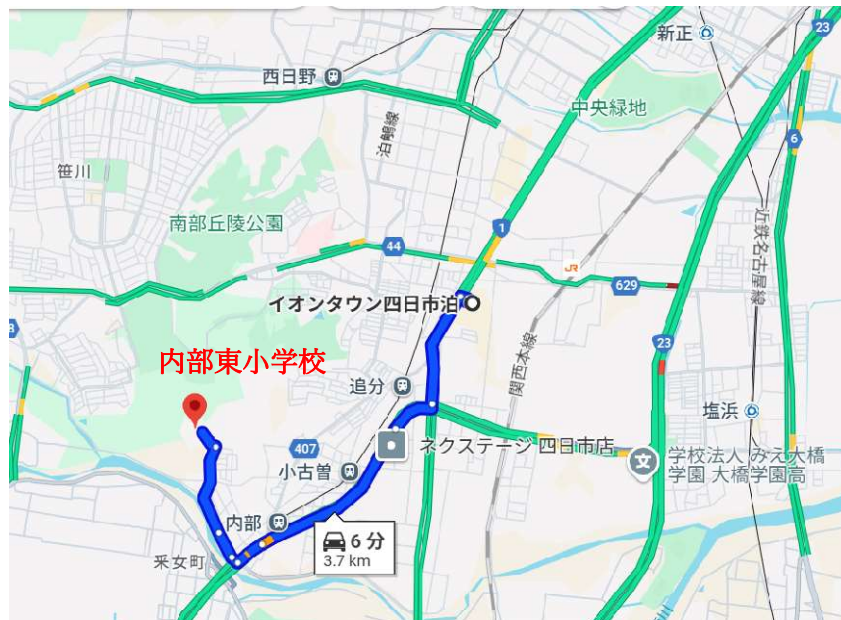 新正
23
西日野
中央緑地
6
泊鶴線
笹川
南部丘陵公園
1
44
近鉄名古屋線
JR
629
イオンタウン四日市泊
23
関西本線
内部東小学校
追分
塩浜
407
ネクステージ 四日市店
学校法人 みえ大橋
学園 大橋学園高
小古曽
内部
6 分
3.7 km
釆女町